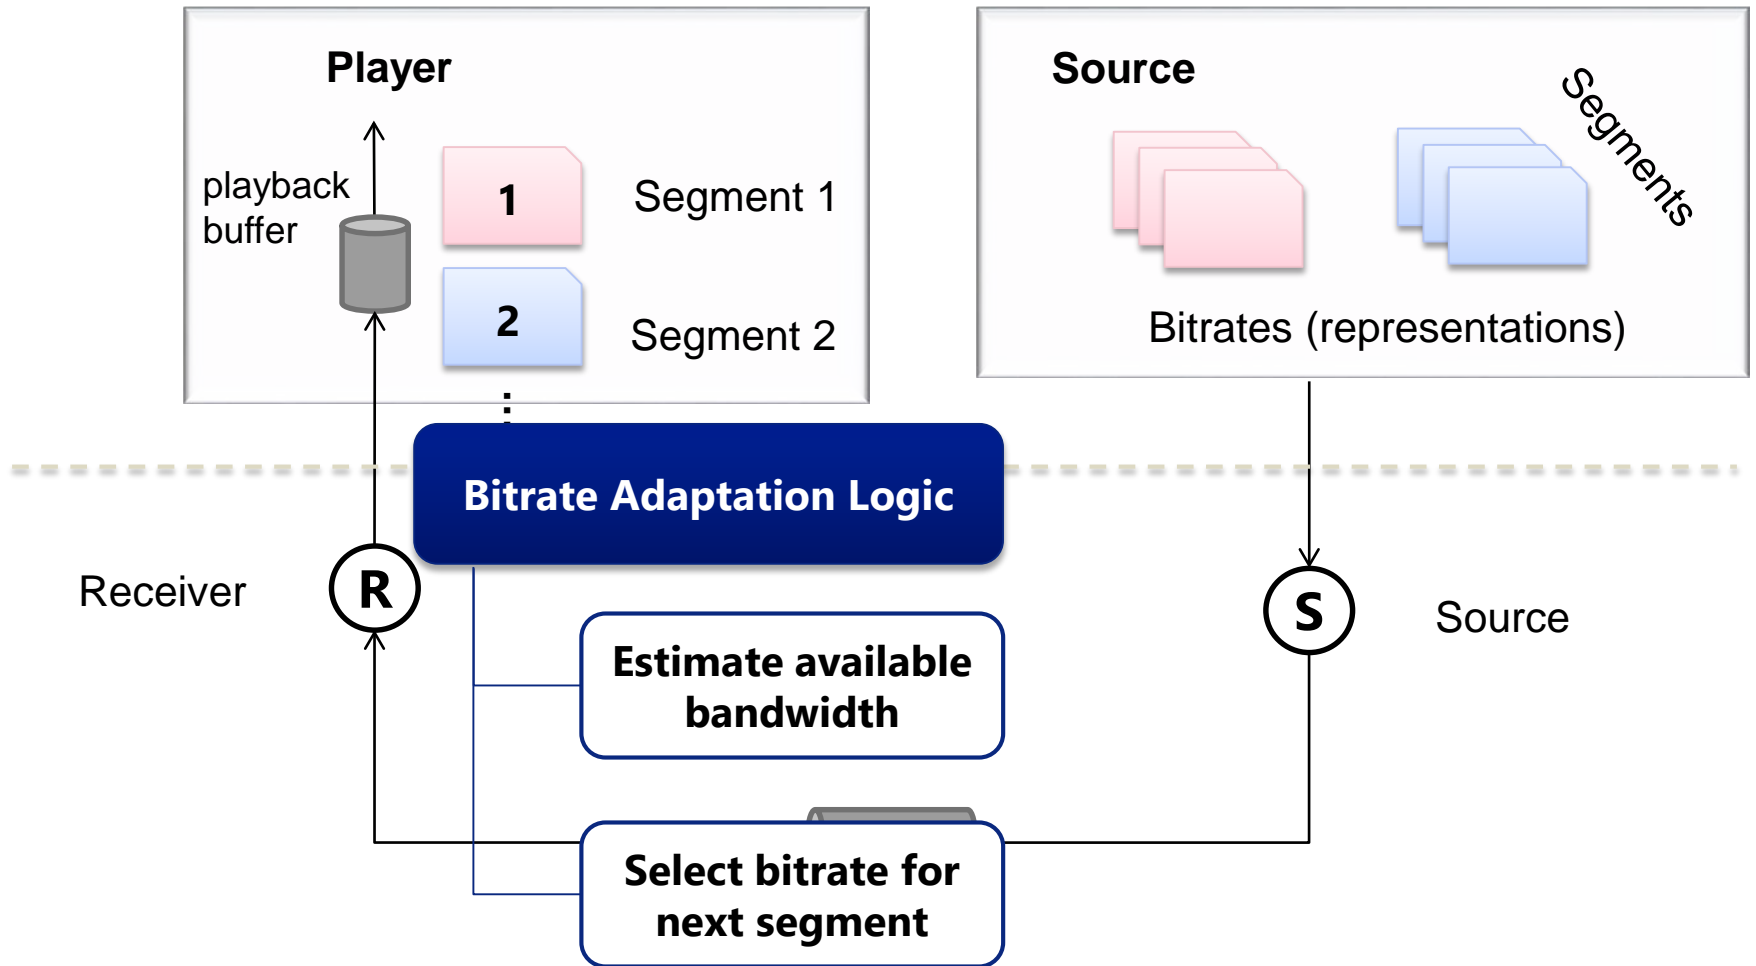 Player
playback
buffer
1
Segment 1
2
Segment 2
Source
Segments
Bitrates (representations)
Bitrate Adaptation Logic
Receiver
R
S
Source
Estimate available
bandwidth
Select bitrate for
next segment